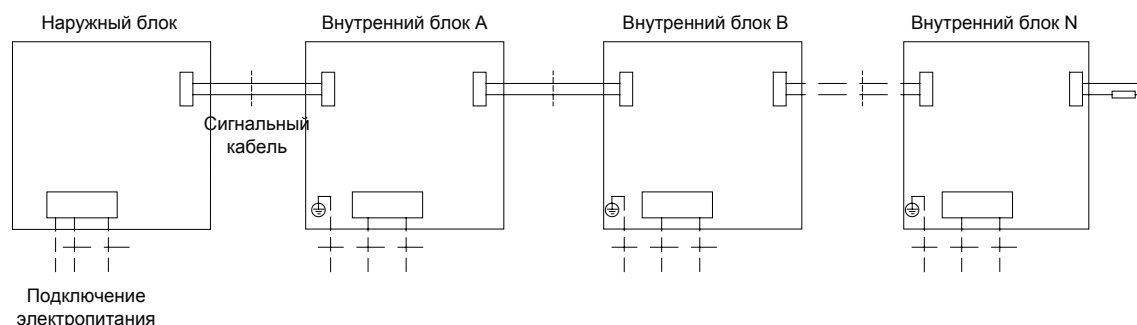 Наружный блок
Внутренний блок A
Внутренний блок B
Внутренний блок N
Сигнальный
кабель
Подключение
электропитания